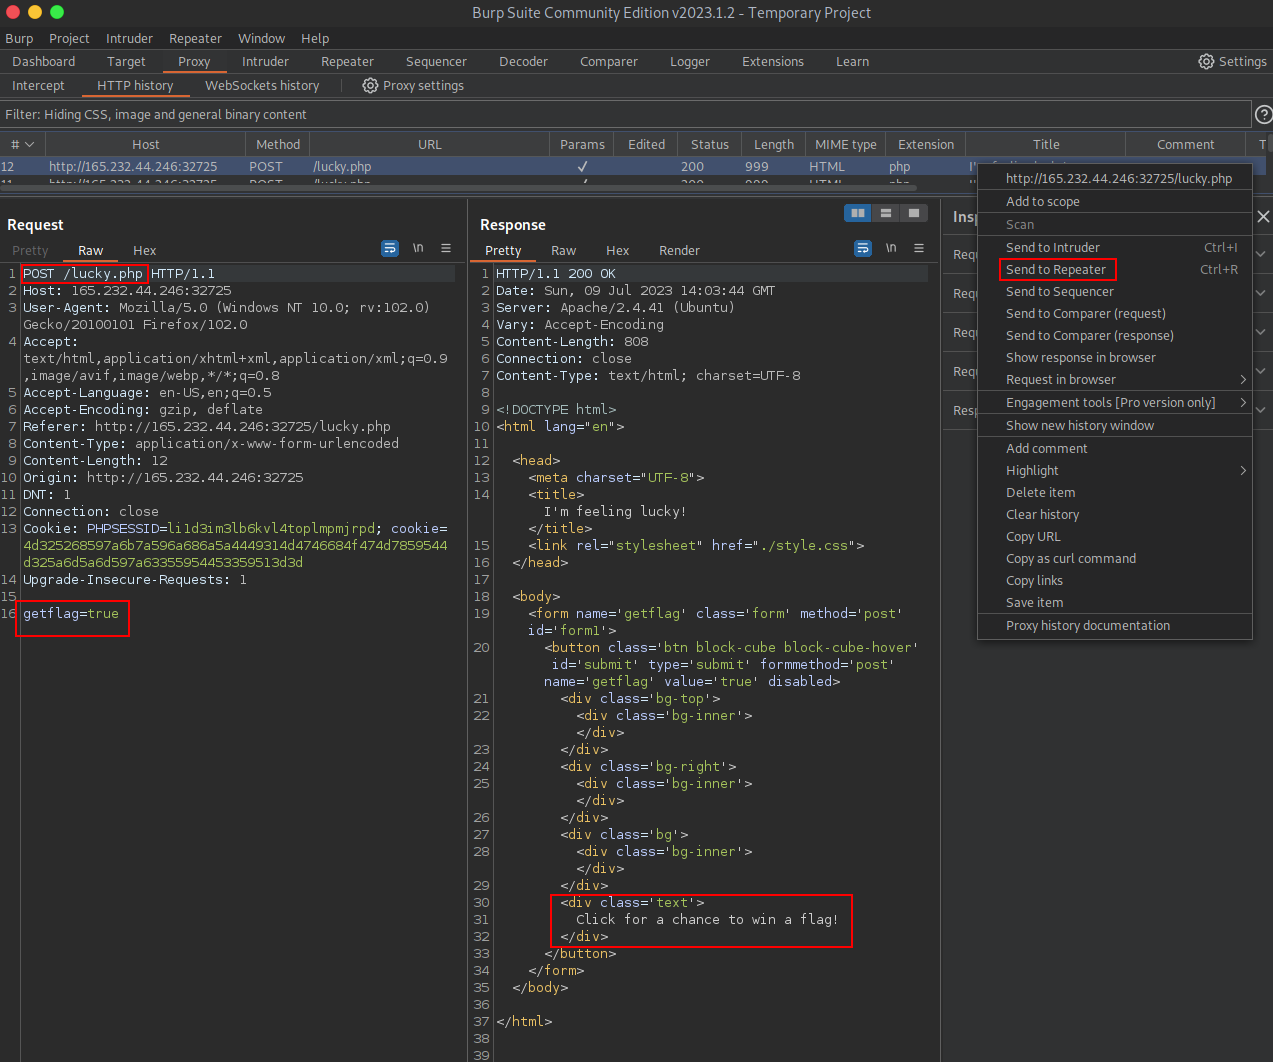 Burp Suite Community Edition v2023.1.2 - Temporary Project
Burp Project Intruder Repeater Window Help
Dashboard Target Proxy Intruder Repeater Sequencer Decoder Comparer Logger Extensions Learn Settings
Intercept HTTP history WebSockets history Proxy settings
Filter: Hiding CSS, image and general binary content
# Host Method URL Params Edited Status Length MIME type Extension Title Comment T
12 http://165.232.44.246:32725 POST /lucky.php ✓ 200 999 HTML php
Request
Pretty Raw Hex \n
1 POST /lucky.php HTTP/1.1
2 Host: 165.232.44.246:32725
3 User-Agent: Mozilla/5.0 (Windows NT 10.0; rv:102.0)
Gecko/20100101 Firefox/102.0
4 Accept:
text/html,application/xhtml+xml,application/xml;q=0.9
,image/avif,image/webp,*/*;q=0.8
5 Accept-Language: en-US,en;q=0.5
6 Accept-Encoding: gzip, deflate
7 Referer: http://165.232.44.246:32725/lucky.php
8 Content-Type: application/x-www-form-urlencoded
9 Content-Length: 12
10 Origin: http://165.232.44.246:32725
11 DNT: 1
12 Connection: close
13 Cookie: PHPSESSID=li1d3im3lb6kvl4toplmpmjrpd; cookie=
4d325268597a6b7a596a686a5a4449314d4746684f474d7859544
d325a6d5a6d597a63355954453359513d3d
14 Upgrade-Insecure-Requests: 1
15
16 getflag=true
Response
Pretty Raw Hex Render \n
1 HTTP/1.1 200 OK
2 Date: Sun, 09 Jul 2023 14:03:44 GMT
3 Server: Apache/2.4.41 (Ubuntu)
4 Vary: Accept-Encoding
5 Content-Length: 808
6 Connection: close
7 Content-Type: text/html; charset=UTF-8
8
9 <!DOCTYPE html>
10 <html lang="en">
11
12 <head>
13 <meta charset="UTF-8">
14 <title>
I'm feeling lucky!
</title>
15 <link rel="stylesheet" href="./style.css">
16 </head>
17
18 <body>
19 <form name='getflag' class='form' method='post'
id='form1'>
20 <button class='btn block-cube block-cube-hover'
id='submit' type='submit' formmethod='post'
name='getflag' value='true' disabled>
21 <div class='bg-top'>
22 <div class='bg-inner'>
</div>
23 </div>
24 <div class='bg-right'>
25 <div class='bg-inner'>
</div>
26 </div>
27 <div class='bg'>
28 <div class='bg-inner'>
</div>
29 </div>
30 <div class='text'>
31 Click for a chance to win a flag!
32 </div>
33 </button>
34 </form>
35 </body>
36
37 </html>
38
39
Insp
Req
Req
Req
Req
Resp
http://165.232.44.246:32725/lucky.php
Add to scope
Scan
Send to Intruder Ctrl+I
Send to Repeater Ctrl+R
Send to Sequencer
Send to Comparer (request)
Send to Comparer (response)
Show response in browser
Request in browser
Engagement tools [Pro version only]
Show new history window
Add comment
Highlight
Delete item
Clear history
Copy URL
Copy as curl command
Copy links
Save item
Proxy history documentation